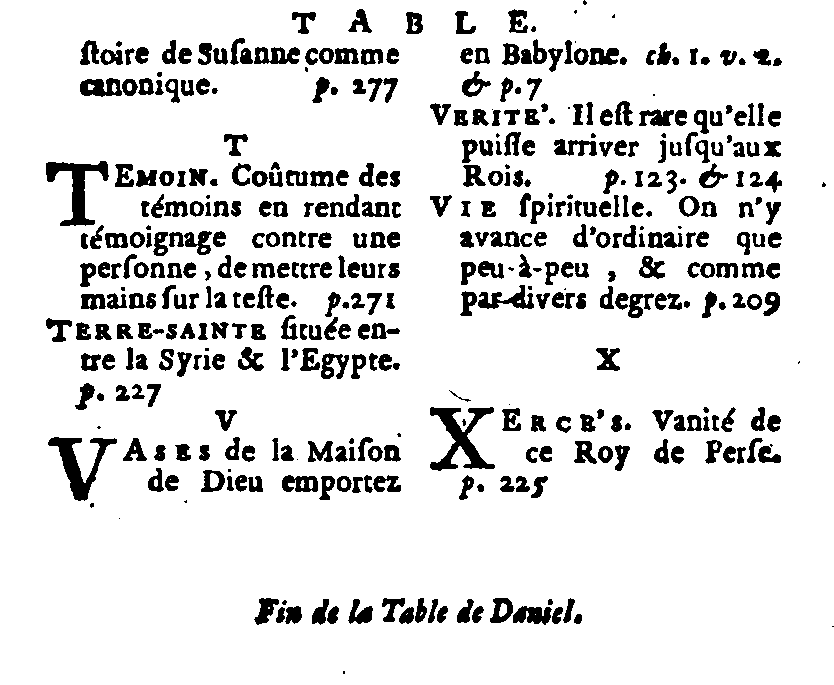 TABLE.
ſtoire de Suſanne comme
canonique. p. 277
T
TEMOIN. Coûtume des
témoins en rendant
témoignage contre une
perſonne, de mettre leurs
mains ſur la teſte. p.271
TERRE-SAINTE ſituée en-
tre la Syrie & l'Egypte.
p. 227
V
VASES de la Maiſon
de Dieu emportez
en Babylone. ch. 1. v. 2.
& p.7
VERITE'. Il eſt rare qu'elle
puiſſe arriver juſqu'aux
Rois. p. 123. & 124
VIE ſpirituelle. On n'y
avance d'ordinaire que
peu-à-peu, & comme
par divers degrez. p. 209
X
XERCE'S. Vanité de
ce Roy de Perſe.
p. 225
Fin de la Table de Daniel.